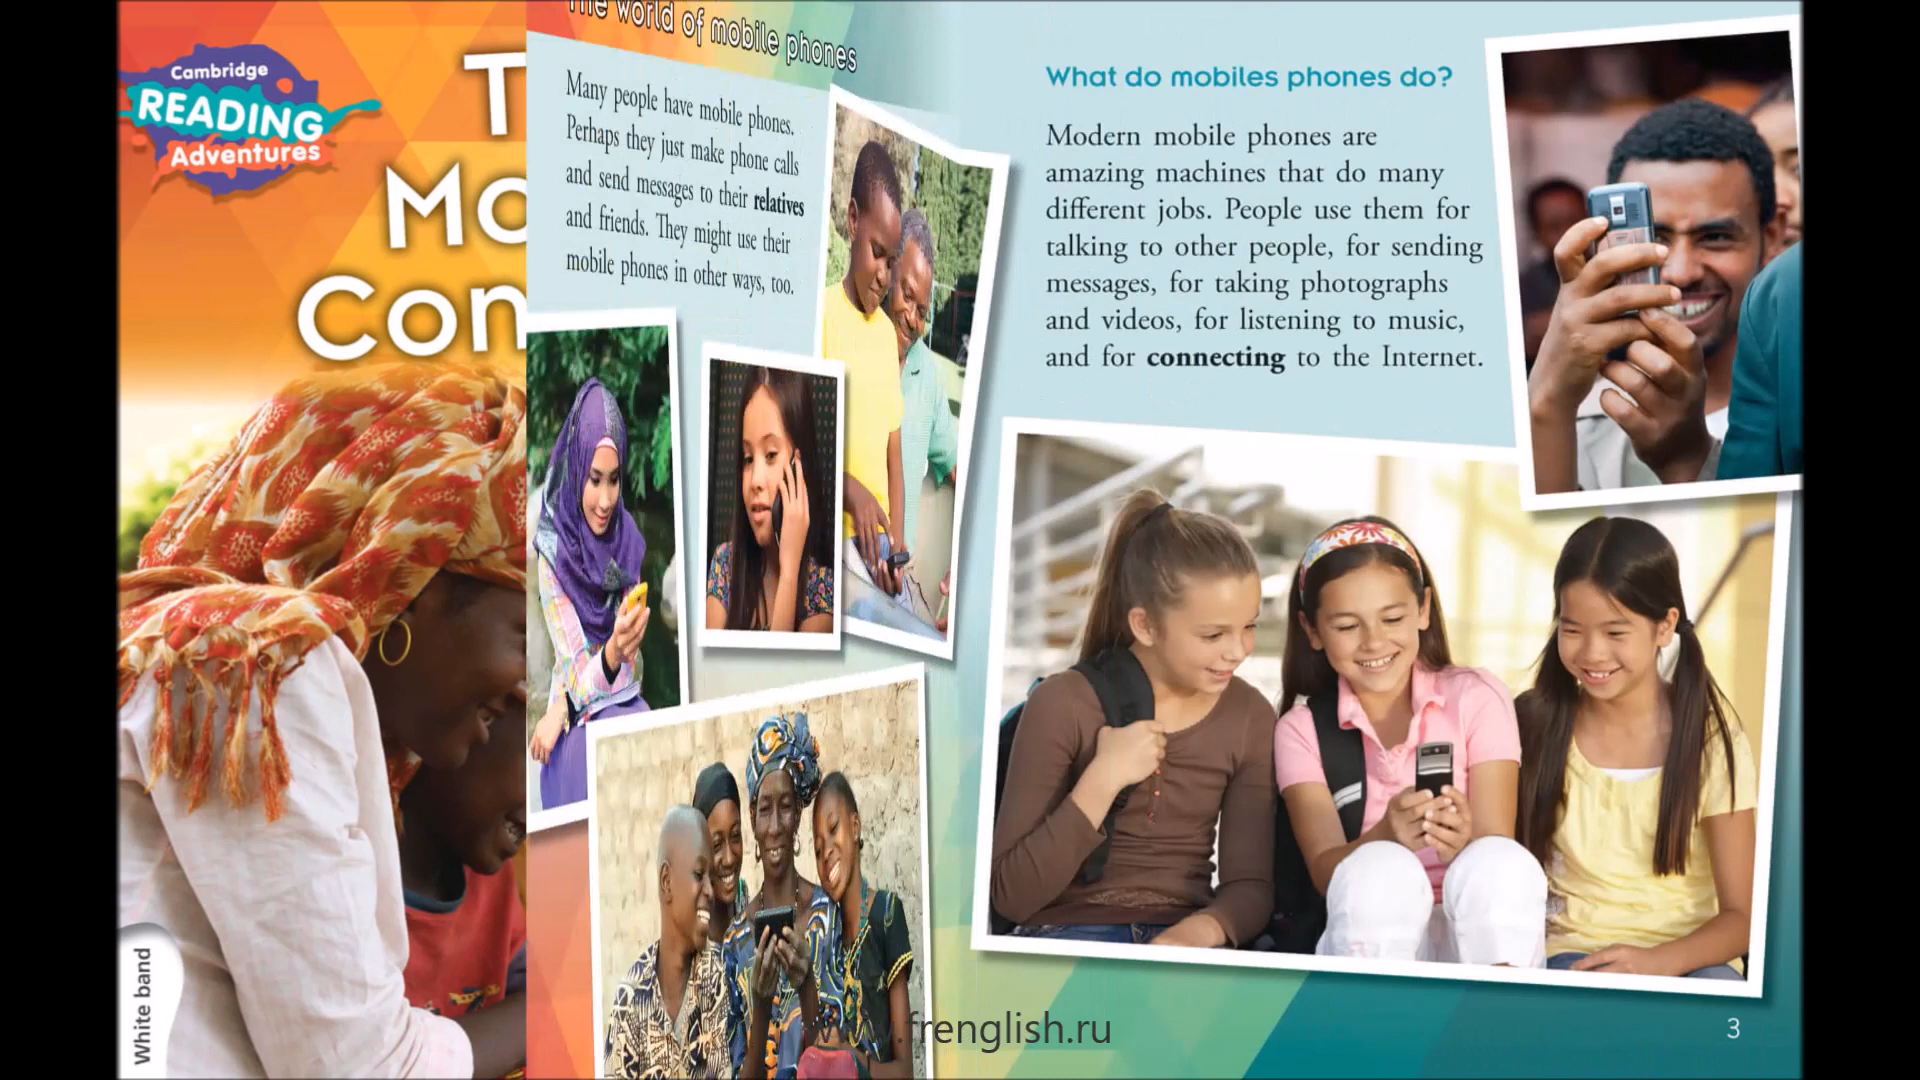 Cambridge
READING
Adventures
T
Mo
Con
White band
The world of mobile phones
Many people have mobile phones.
Perhaps they just make phone calls
and send messages to their relatives
and friends. They might use their
mobile phones in other ways, too.
What do mobiles phones do?
Modern mobile phones are
amazing machines that do many
different jobs. People use them for
talking to other people, for sending
messages, for taking photographs
and videos, for listening to music,
and for connecting to the Internet.
www.frenglish.ru
3